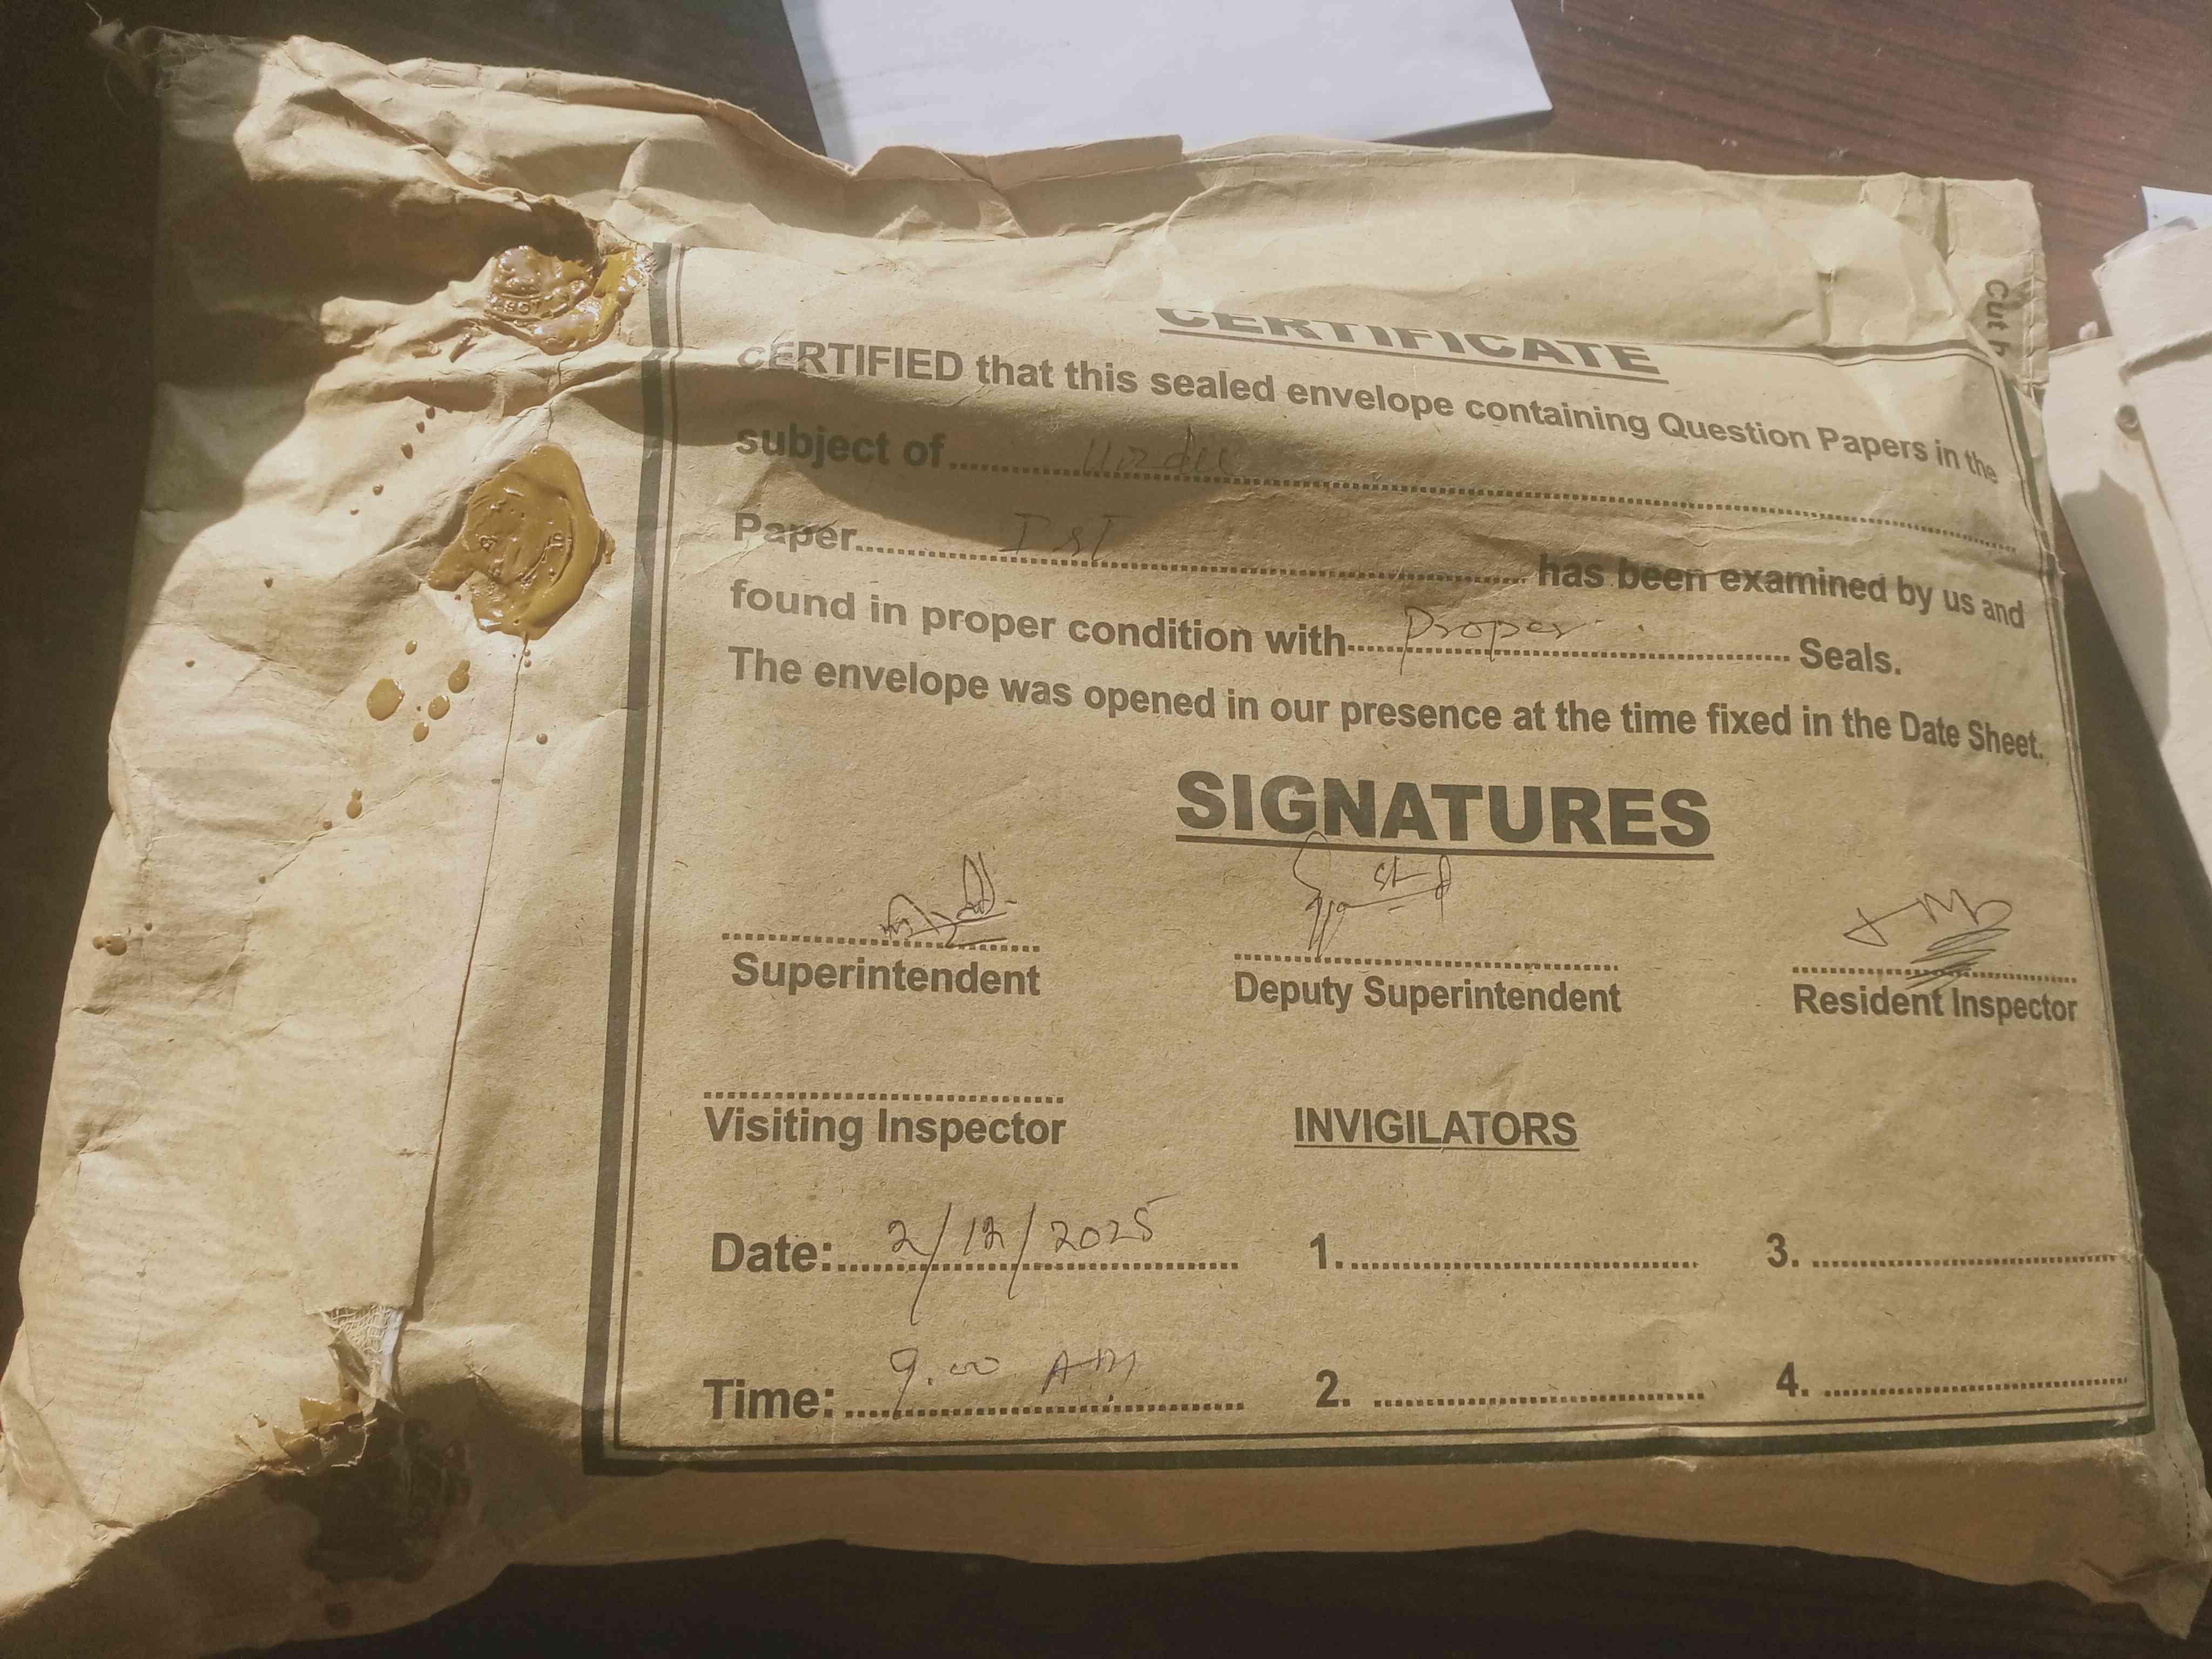 CERTIFICATE
CERTIFIED that this sealed envelope containing Question Papers in the
subject of Urdu
Paper Ist has been examined by us and
found in proper condition with Proper Seals.
The envelope was opened in our presence at the time fixed in the Date Sheet.
SIGNATURES
Superintendent Deputy Superintendent Resident Inspector
Visiting Inspector INVIGILATORS
Date: 2/12/2025 1. 3.
Time: 9.00 AM 2. 4.
Cut